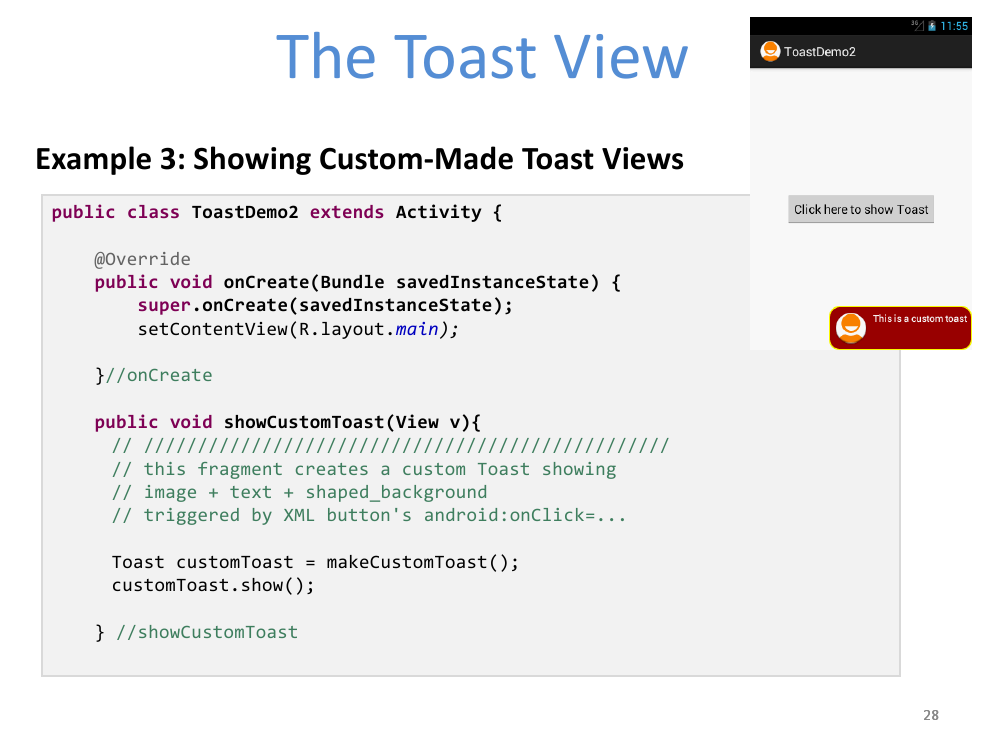 The Toast View
3G 11:55
ToastDemo2
Click here to show Toast
This is a custom toast
Example 3: Showing Custom-Made Toast Views
public class ToastDemo2 extends Activity {
@Override
public void onCreate(Bundle savedInstanceState) {
super.onCreate(savedInstanceState);
setContentView(R.layout.main);
}//onCreate
public void showCustomToast(View v){
// /////////////////////////////////////////////////
// this fragment creates a custom Toast showing
// image + text + shaped_background
// triggered by XML button's android:onClick=...
Toast customToast = makeCustomToast();
customToast.show();
} //showCustomToast
28